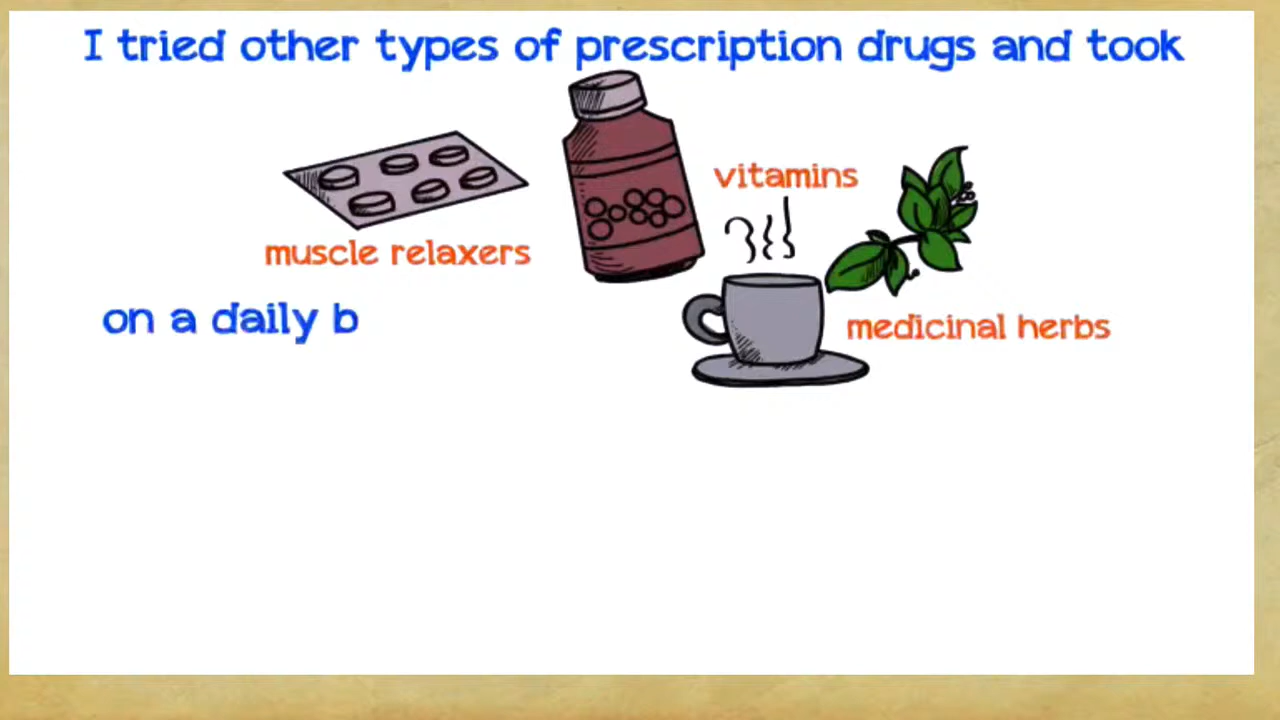 I tried other types of prescription drugs and took
vitamins
muscle relaxers
on a daily b
medicinal herbs